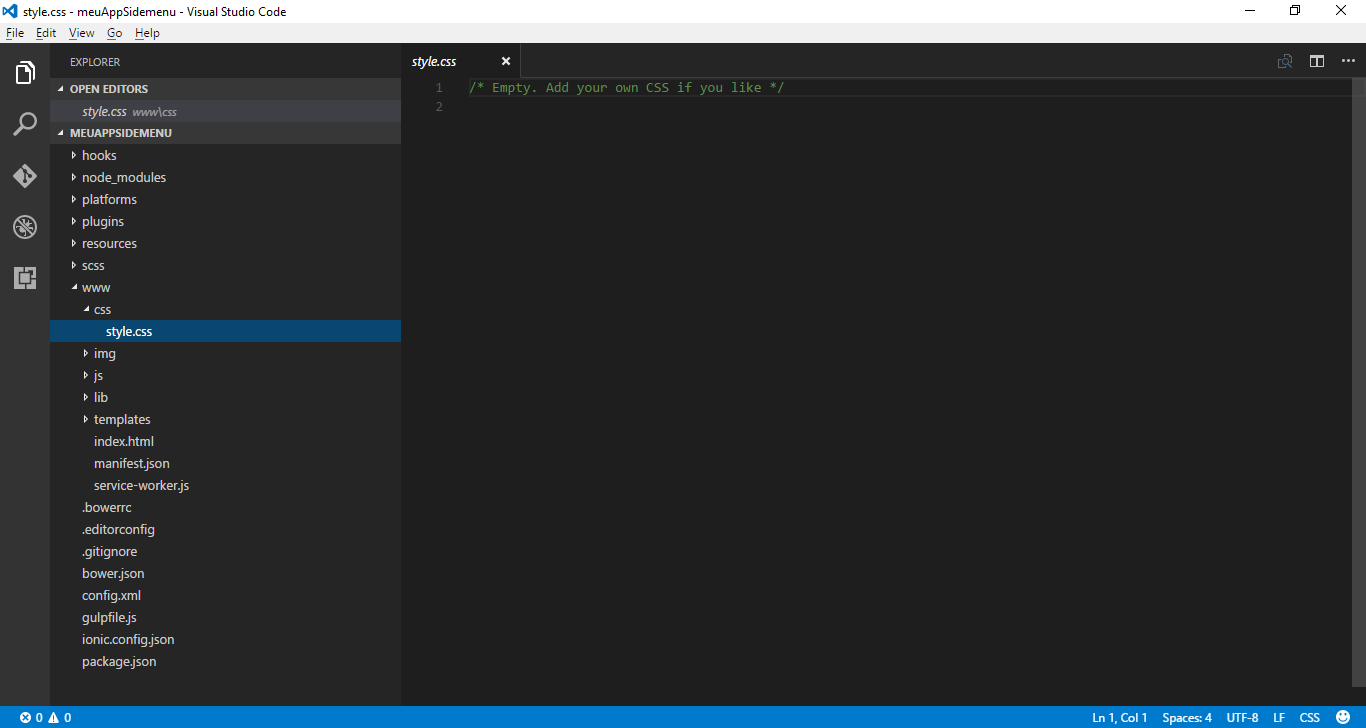 style.css - meuAppSidemenu - Visual Studio Code
File Edit View Go Help
EXPLORER
OPEN EDITORS
style.css www\css
MEUAPPSIDEMENU
hooks
node_modules
platforms
plugins
resources
scss
www
css
style.css
img
js
lib
templates
index.html
manifest.json
service-worker.js
.bowerrc
.editorconfig
.gitignore
bower.json
config.xml
gulpfile.js
ionic.config.json
package.json
style.css
1 /* Empty. Add your own CSS if you like */
2
0 0 Ln 1, Col 1 Spaces: 4 UTF-8 LF CSS